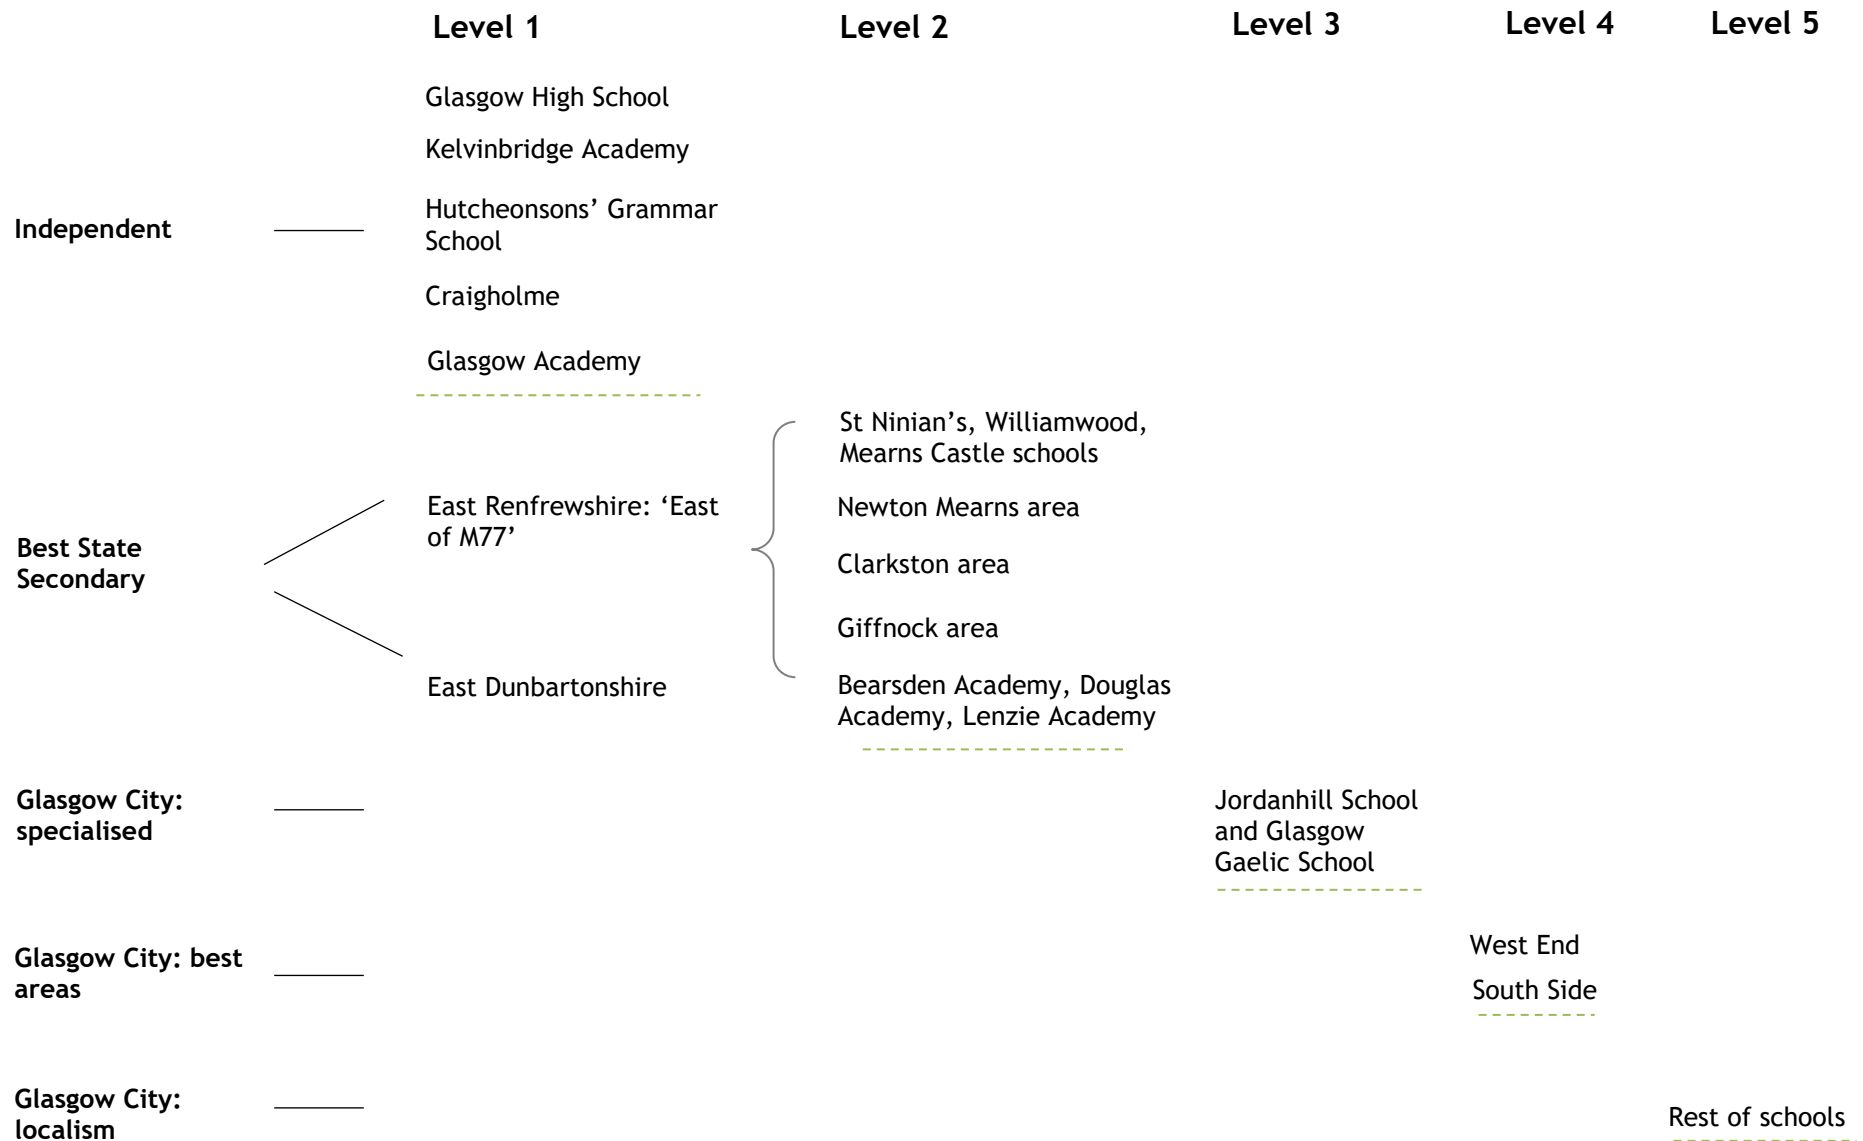 Level 1
Level 2
Level 3
Level 4
Level 5
Glasgow High School
Kelvinbridge Academy
Independent
Hutcheonsons’ Grammar
School
Craigholme
Glasgow Academy
Best State
Secondary
East Renfrewshire: ‘East
of M77’
East Dunbartonshire
St Ninian’s, Williamwood,
Mearns Castle schools
Newton Mearns area
Clarkston area
Giffnock area
Bearsden Academy, Douglas
Academy, Lenzie Academy
Glasgow City:
specialised
Jordanhill School
and Glasgow
Gaelic School
Glasgow City: best
areas
West End
South Side
Glasgow City:
localism
Rest of schools